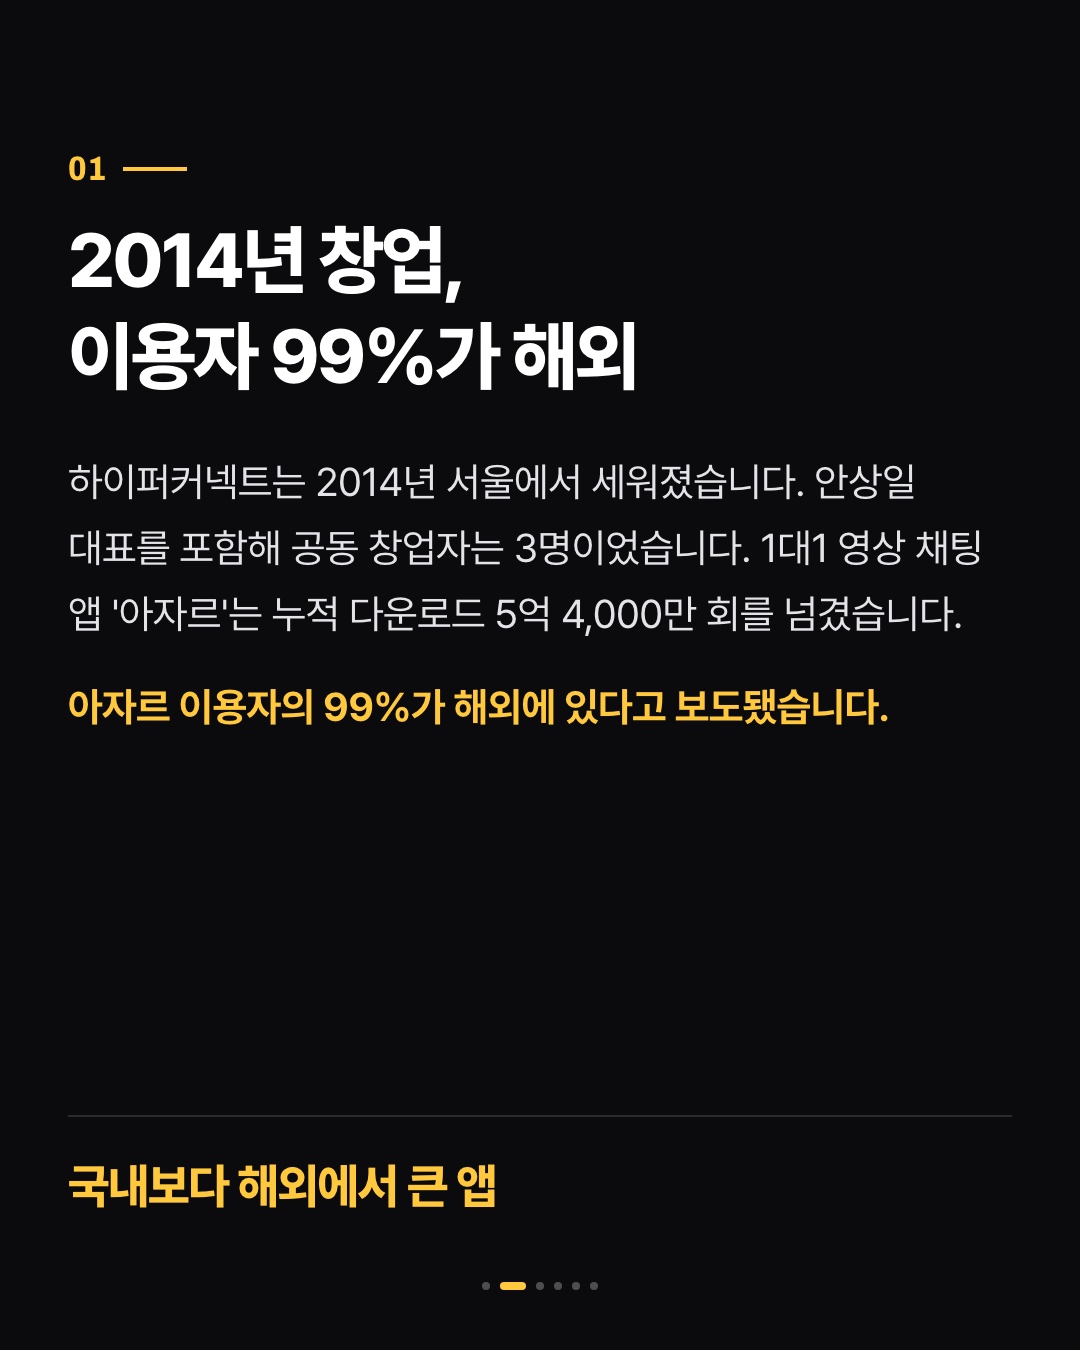 01
2014년 창업,
이용자 99%가 해외
하이퍼커넥트는 2014년 서울에서 세워졌습니다. 안상일
대표를 포함해 공동 창업자는 3명이었습니다. 1대1 영상 채팅
앱 '아자르'는 누적 다운로드 5억 4,000만 회를 넘겼습니다.
아자르 이용자의 99%가 해외에 있다고 보도됐습니다.
국내보다 해외에서 큰 앱